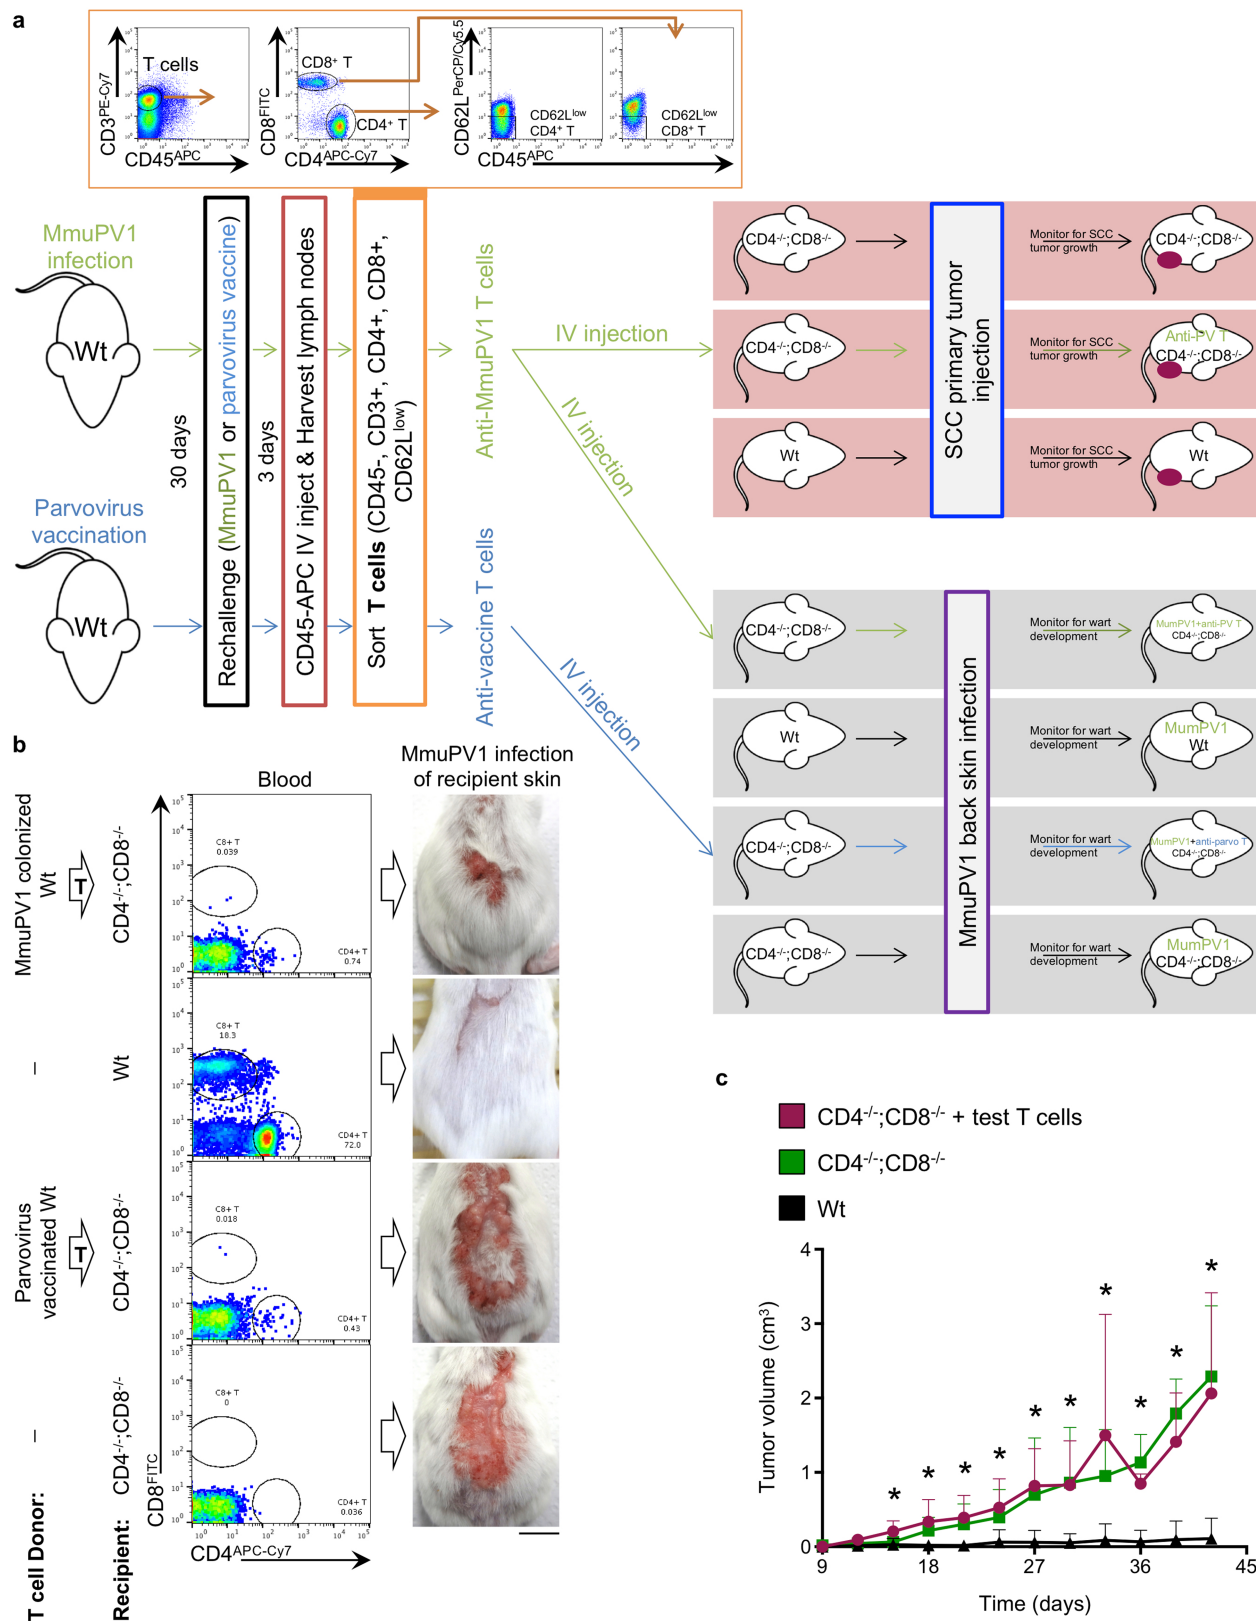 a
T cells
CD3PE-Cy7
CD45APC
CD8+ T
CD4+ T
CD8FITC
CD4APC-Cy7
CD62LPerCP/Cy5.5
CD62Llow
CD4+ T
CD62Llow
CD8+ T
CD45APC
MmuPV1
infection
Wt
30 days
Rechallenge (MmuPV1 or parvovirus vaccine)
3 days
CD45-APC IV inject & Harvest lymph nodes
Sort T cells (CD45-, CD3+, CD4+, CD8+,
CD62Llow)
Anti-MmuPV1 T cells
IV injection
IV injection
Parvovirus
vaccination
Wt
Anti-vaccine T cells
IV injection
CD4-/-;CD8-/-
SCC primary tumor
injection
Monitor for SCC
tumor growth
CD4-/-;CD8-/-
CD4-/-;CD8-/-
Monitor for SCC
tumor growth
Anti-PV T
CD4-/-;CD8-/-
Wt
Monitor for SCC
tumor growth
Wt
CD4-/-;CD8-/-
MmuPV1 back skin infection
Monitor for wart
development
MumPV1+anti-PV T
CD4-/-;CD8-/-
Wt
Monitor for wart
development
MumPV1
Wt
CD4-/-;CD8-/-
Monitor for wart
development
MumPV1+anti-parvo T
CD4-/-;CD8-/-
CD4-/-;CD8-/-
Monitor for wart
development
MumPV1
CD4-/-;CD8-/-
b
Blood
MmuPV1 infection
of recipient skin
MmuPV1 colonized
Wt
T
CD4-/-;CD8-/-
C8+ T
0.039
CD4+ T
0.74
–
Wt
C8+ T
18.3
CD4+ T
72.0
Parvovirus
vaccinated Wt
T
CD4-/-;CD8-/-
C8+ T
0.018
CD4+ T
0.43
–
CD4-/-;CD8-/-
C8+ T
0
CD4+ T
0.036
CD8FITC
CD4APC-Cy7
T cell Donor:
Recipient:
c
CD4-/-;CD8-/- + test T cells
CD4-/-;CD8-/-
Wt
Tumor volume (cm3)
4
3
2
1
0
* * * * * * * * * *
9 18 27 36 45
Time (days)